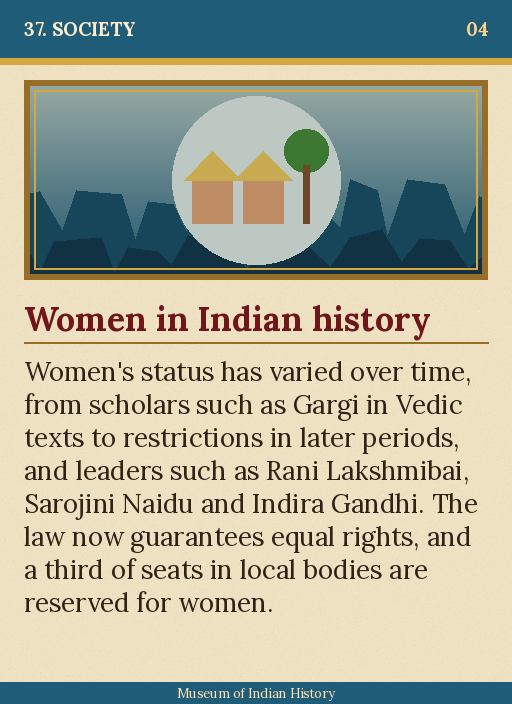 37. SOCIETY
04
Women in Indian history
Women's status has varied over time,
from scholars such as Gargi in Vedic
texts to restrictions in later periods,
and leaders such as Rani Lakshmibai,
Sarojini Naidu and Indira Gandhi. The
law now guarantees equal rights, and
a third of seats in local bodies are
reserved for women.
Museum of Indian History